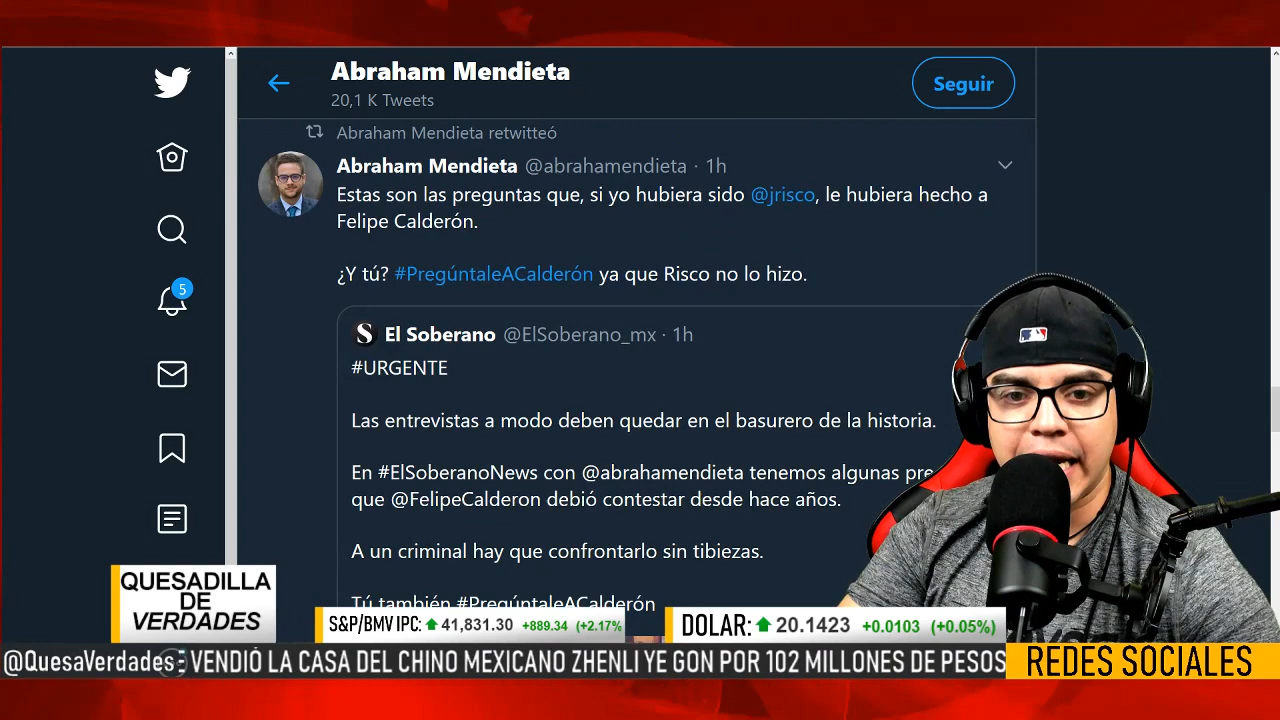 Abraham Mendieta
20,1 K Tweets
Seguir
Abraham Mendieta retwitteó
Abraham Mendieta @abrahamendieta · 1h
Estas son las preguntas que, si yo hubiera sido @jrisco, le hubiera hecho a
Felipe Calderón.
¿Y tú? #PregúntaleACalderón ya que Risco no lo hizo.
5
S El Soberano @ElSoberano_mx · 1h
#URGENTE
Las entrevistas a modo deben quedar en el basurero de la historia.
En #ElSoberanoNews con @abrahamendieta tenemos algunas pre
que @FelipeCalderon debió contestar desde hace años.
A un criminal hay que confrontarlo sin tibiezas.
Tú también #PregúntaleACalderón
QUESADILLA
DE
VERDADES
S&P/BMV IPC: 41,831.30 +889.34 (+2.17%)
DOLAR: 20.1423 +0.0103 (+0.05%)
@QuesaVerdades : VENDIÓ LA CASA DEL CHINO MEXICANO ZHENLI YE GON POR 102 MILLONES DE PESOS
REDES SOCIALES